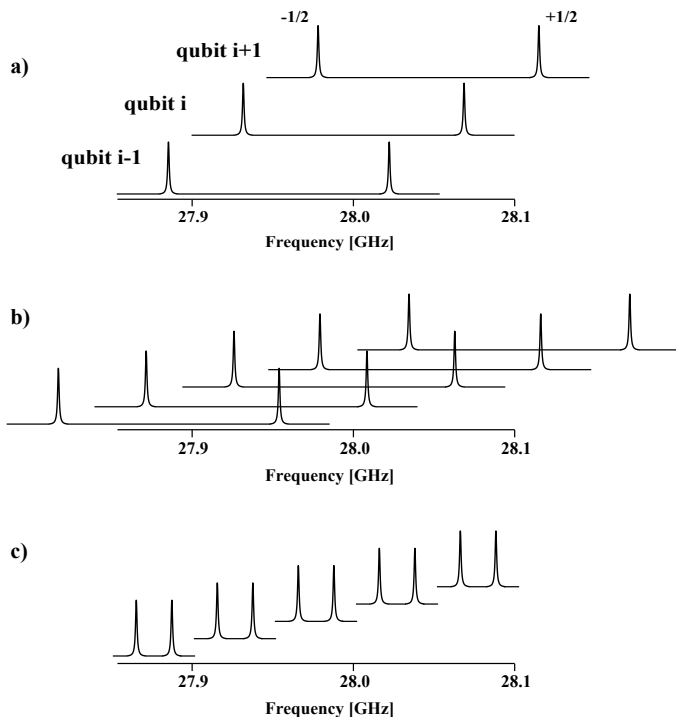 -1/2 +1/2
a) qubit i+1
qubit i
qubit i-1
27.9 28.0 28.1
Frequency [GHz]
b)
27.9 28.0 28.1
Frequency [GHz]
c)
27.9 28.0 28.1
Frequency [GHz]